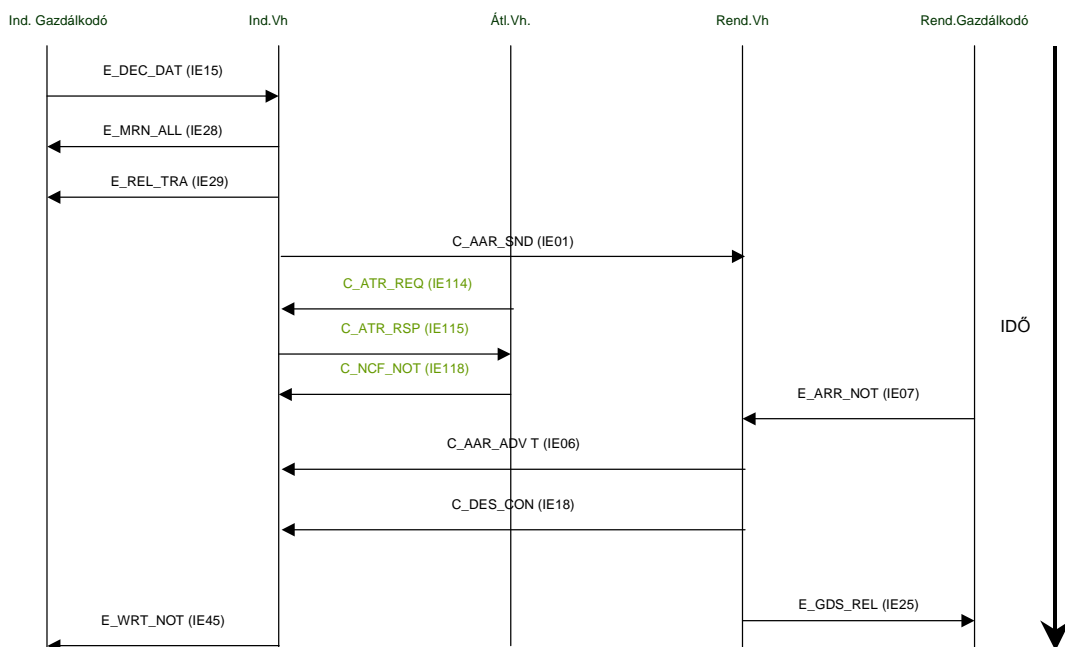 Ind. Gazdálkodó
Ind.Vh
Átl.Vh.
Rend.Vh
Rend.Gazdálkodó
E_DEC_DAT (IE15)
E_MRN_ALL (IE28)
E_REL_TRA (IE29)
C_AAR_SND (IE01)
C_ATR_REQ (IE114)
C_ATR_RSP (IE115)
IDŐ
C_NCF_NOT (IE118)
E_ARR_NOT (IE07)
C_AAR_ADV T (IE06)
C_DES_CON (IE18)
E_GDS_REL (IE25)
E_WRT_NOT (IE45)